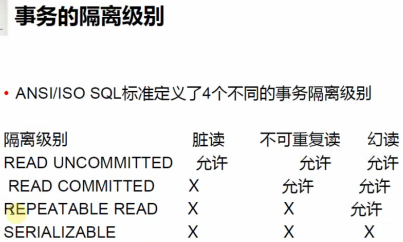 事务的隔离级别
• ANSI/ISO SQL标准定义了4个不同的事务隔离级别
隔离级别 脏读 不可重复读 幻读
READ UNCOMMITTED 允许 允许 允许
READ COMMITTED X 允许 允许
REPEATABLE READ X X 允许
SERIALIZABLE X X X